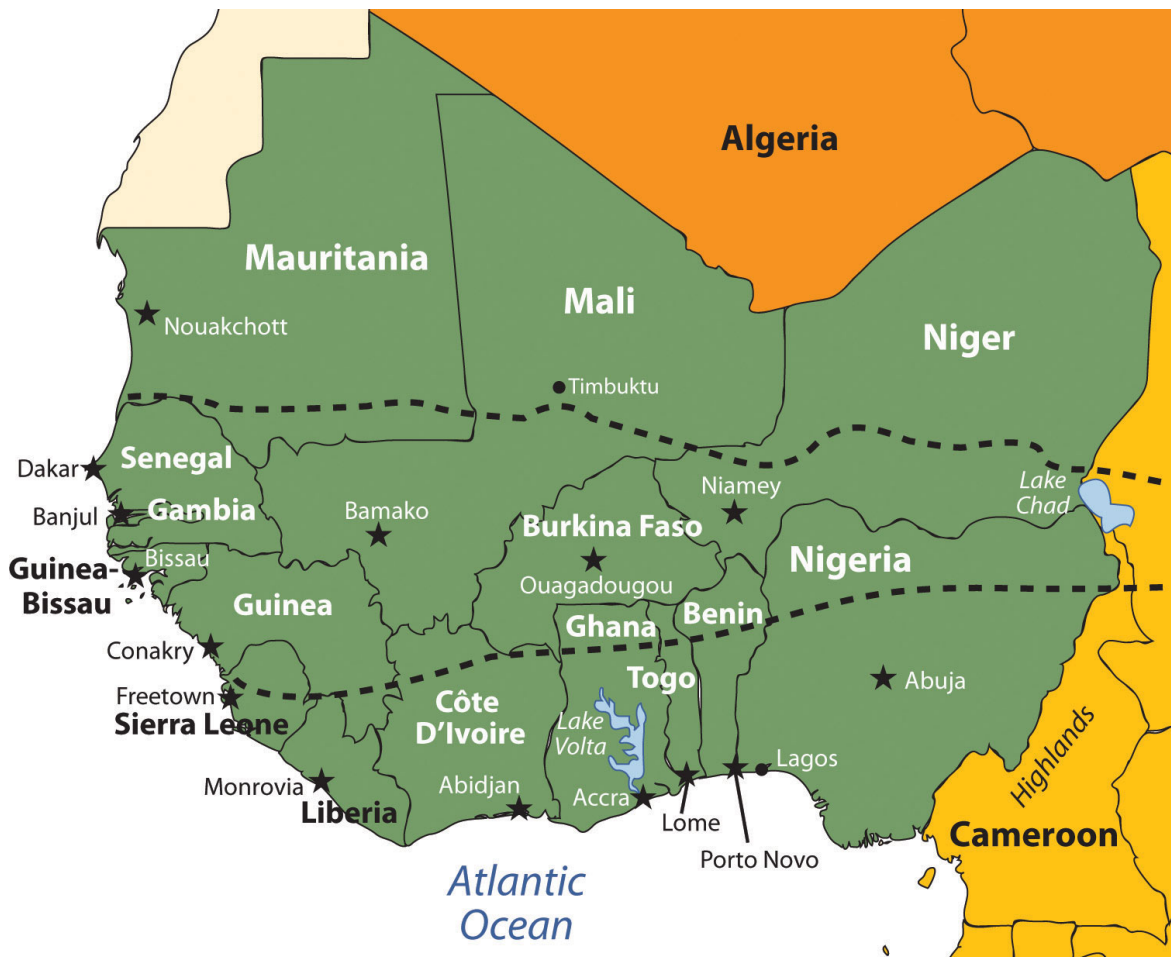 Algeria
Mauritania
Mali
Niger
Nouakchott
Timbuktu
Senegal
Dakar
Niamey
Lake
Chad
Gambia
Banjul
Bamako
Burkina Faso
Nigeria
Bissau
Guinea-
Bissau
Ouagadougou
Guinea
Benin
Ghana
Conakry
Togo
Abuja
Freetown
Sierra Leone
Côte
D'Ivoire
Lake
Volta
Highlands
Lagos
Monrovia
Abidjan
Accra
Liberia
Lome
Cameroon
Porto Novo
Atlantic
Ocean